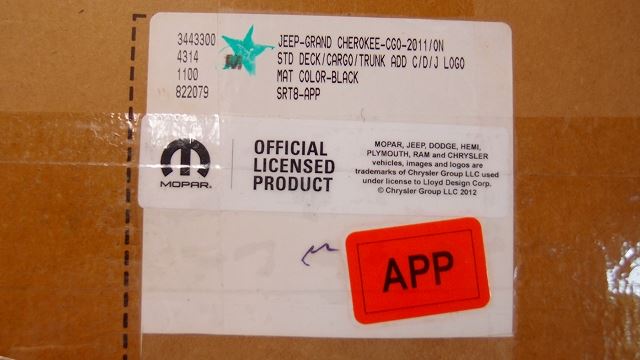 3443300 JEEP-GRAND CHEROKEE-CGO-2011/ON
4314 M STD DECK/CARGO/TRUNK ADD C/D/J LOGO
1100 MAT COLOR-BLACK
822079 SRT8-APP
MOPAR.
OFFICIAL
LICENSED
PRODUCT
MOPAR, JEEP, DODGE, HEMI,
PLYMOUTH, RAM and CHRYSLER
vehicles, images and logos are
trademarks of Chrysler Group LLC used
under license to Lloyd Design Corp.
© Chrysler Group LLC 2012
APP